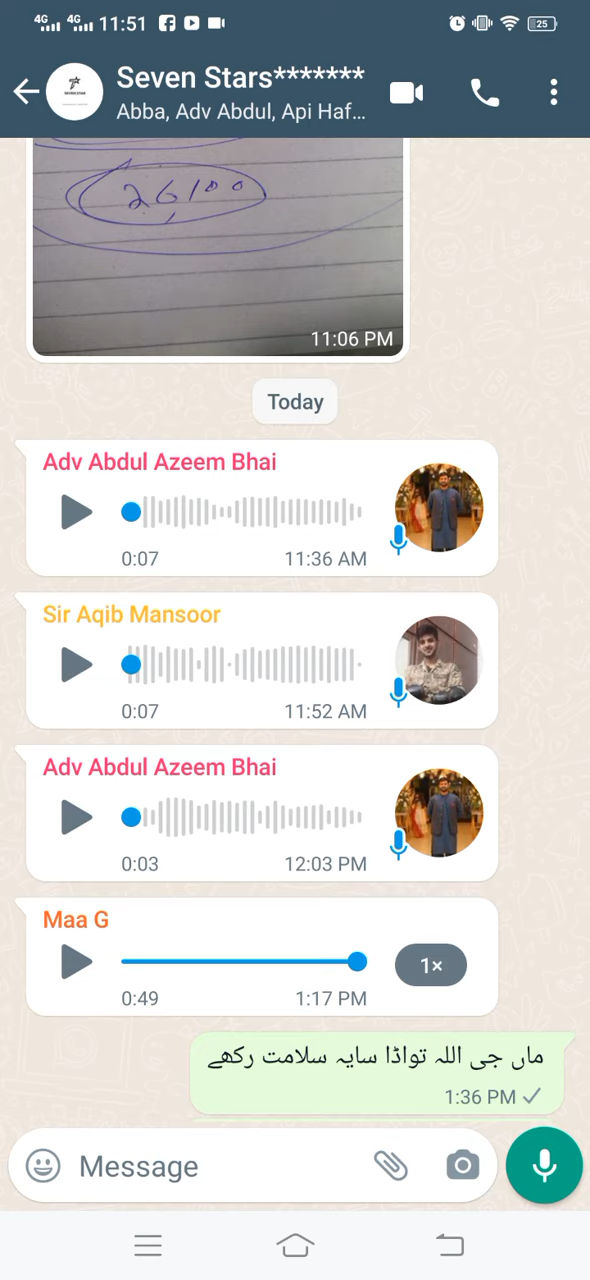 4G 4G 11:51 25
Seven Stars*******
Abba, Adv Abdul, Api Haf...
26,100
11:06 PM
Today
Adv Abdul Azeem Bhai
0:07 11:36 AM
Sir Aqib Mansoor
0:07 11:52 AM
Adv Abdul Azeem Bhai
0:03 12:03 PM
Maa G
1×
0:49 1:17 PM
ماں جی اللہ تواڈا سایہ سلامت رکھے
1:36 PM
Message